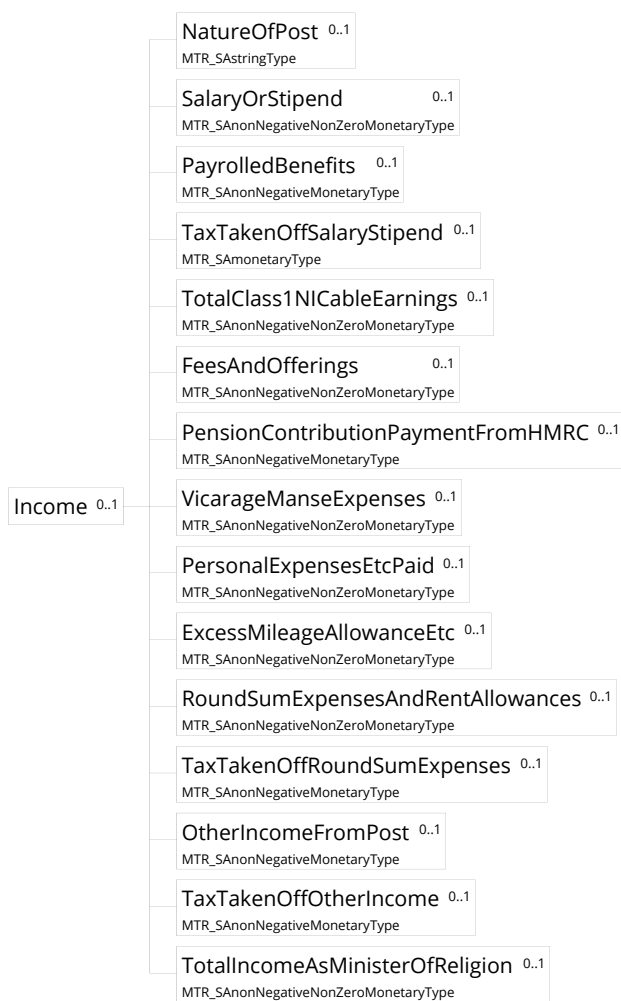 NatureOfPost 0..1
MTR_SAstringType
SalaryOrStipend 0..1
MTR_SAnonNegativeNonZeroMonetaryType
PayrolledBenefits 0..1
MTR_SAnonNegativeMonetaryType
TaxTakenOffSalaryStipend 0..1
MTR_SAmonetaryType
TotalClass1NICableEarnings 0..1
MTR_SAnonNegativeNonZeroMonetaryType
FeesAndOfferings 0..1
MTR_SAnonNegativeNonZeroMonetaryType
PensionContributionPaymentFromHMRC 0..1
MTR_SAnonNegativeMonetaryType
Income 0..1
VicarageManseExpenses 0..1
MTR_SAnonNegativeNonZeroMonetaryType
PersonalExpensesEtcPaid 0..1
MTR_SAnonNegativeNonZeroMonetaryType
ExcessMileageAllowanceEtc 0..1
MTR_SAnonNegativeNonZeroMonetaryType
RoundSumExpensesAndRentAllowances 0..1
MTR_SAnonNegativeNonZeroMonetaryType
TaxTakenOffRoundSumExpenses 0..1
MTR_SAnonNegativeMonetaryType
OtherIncomeFromPost 0..1
MTR_SAnonNegativeMonetaryType
TaxTakenOffOtherIncome 0..1
MTR_SAnonNegativeMonetaryType
TotalIncomeAsMinisterOfReligion 0..1
MTR_SAnonNegativeNonZeroMonetaryType